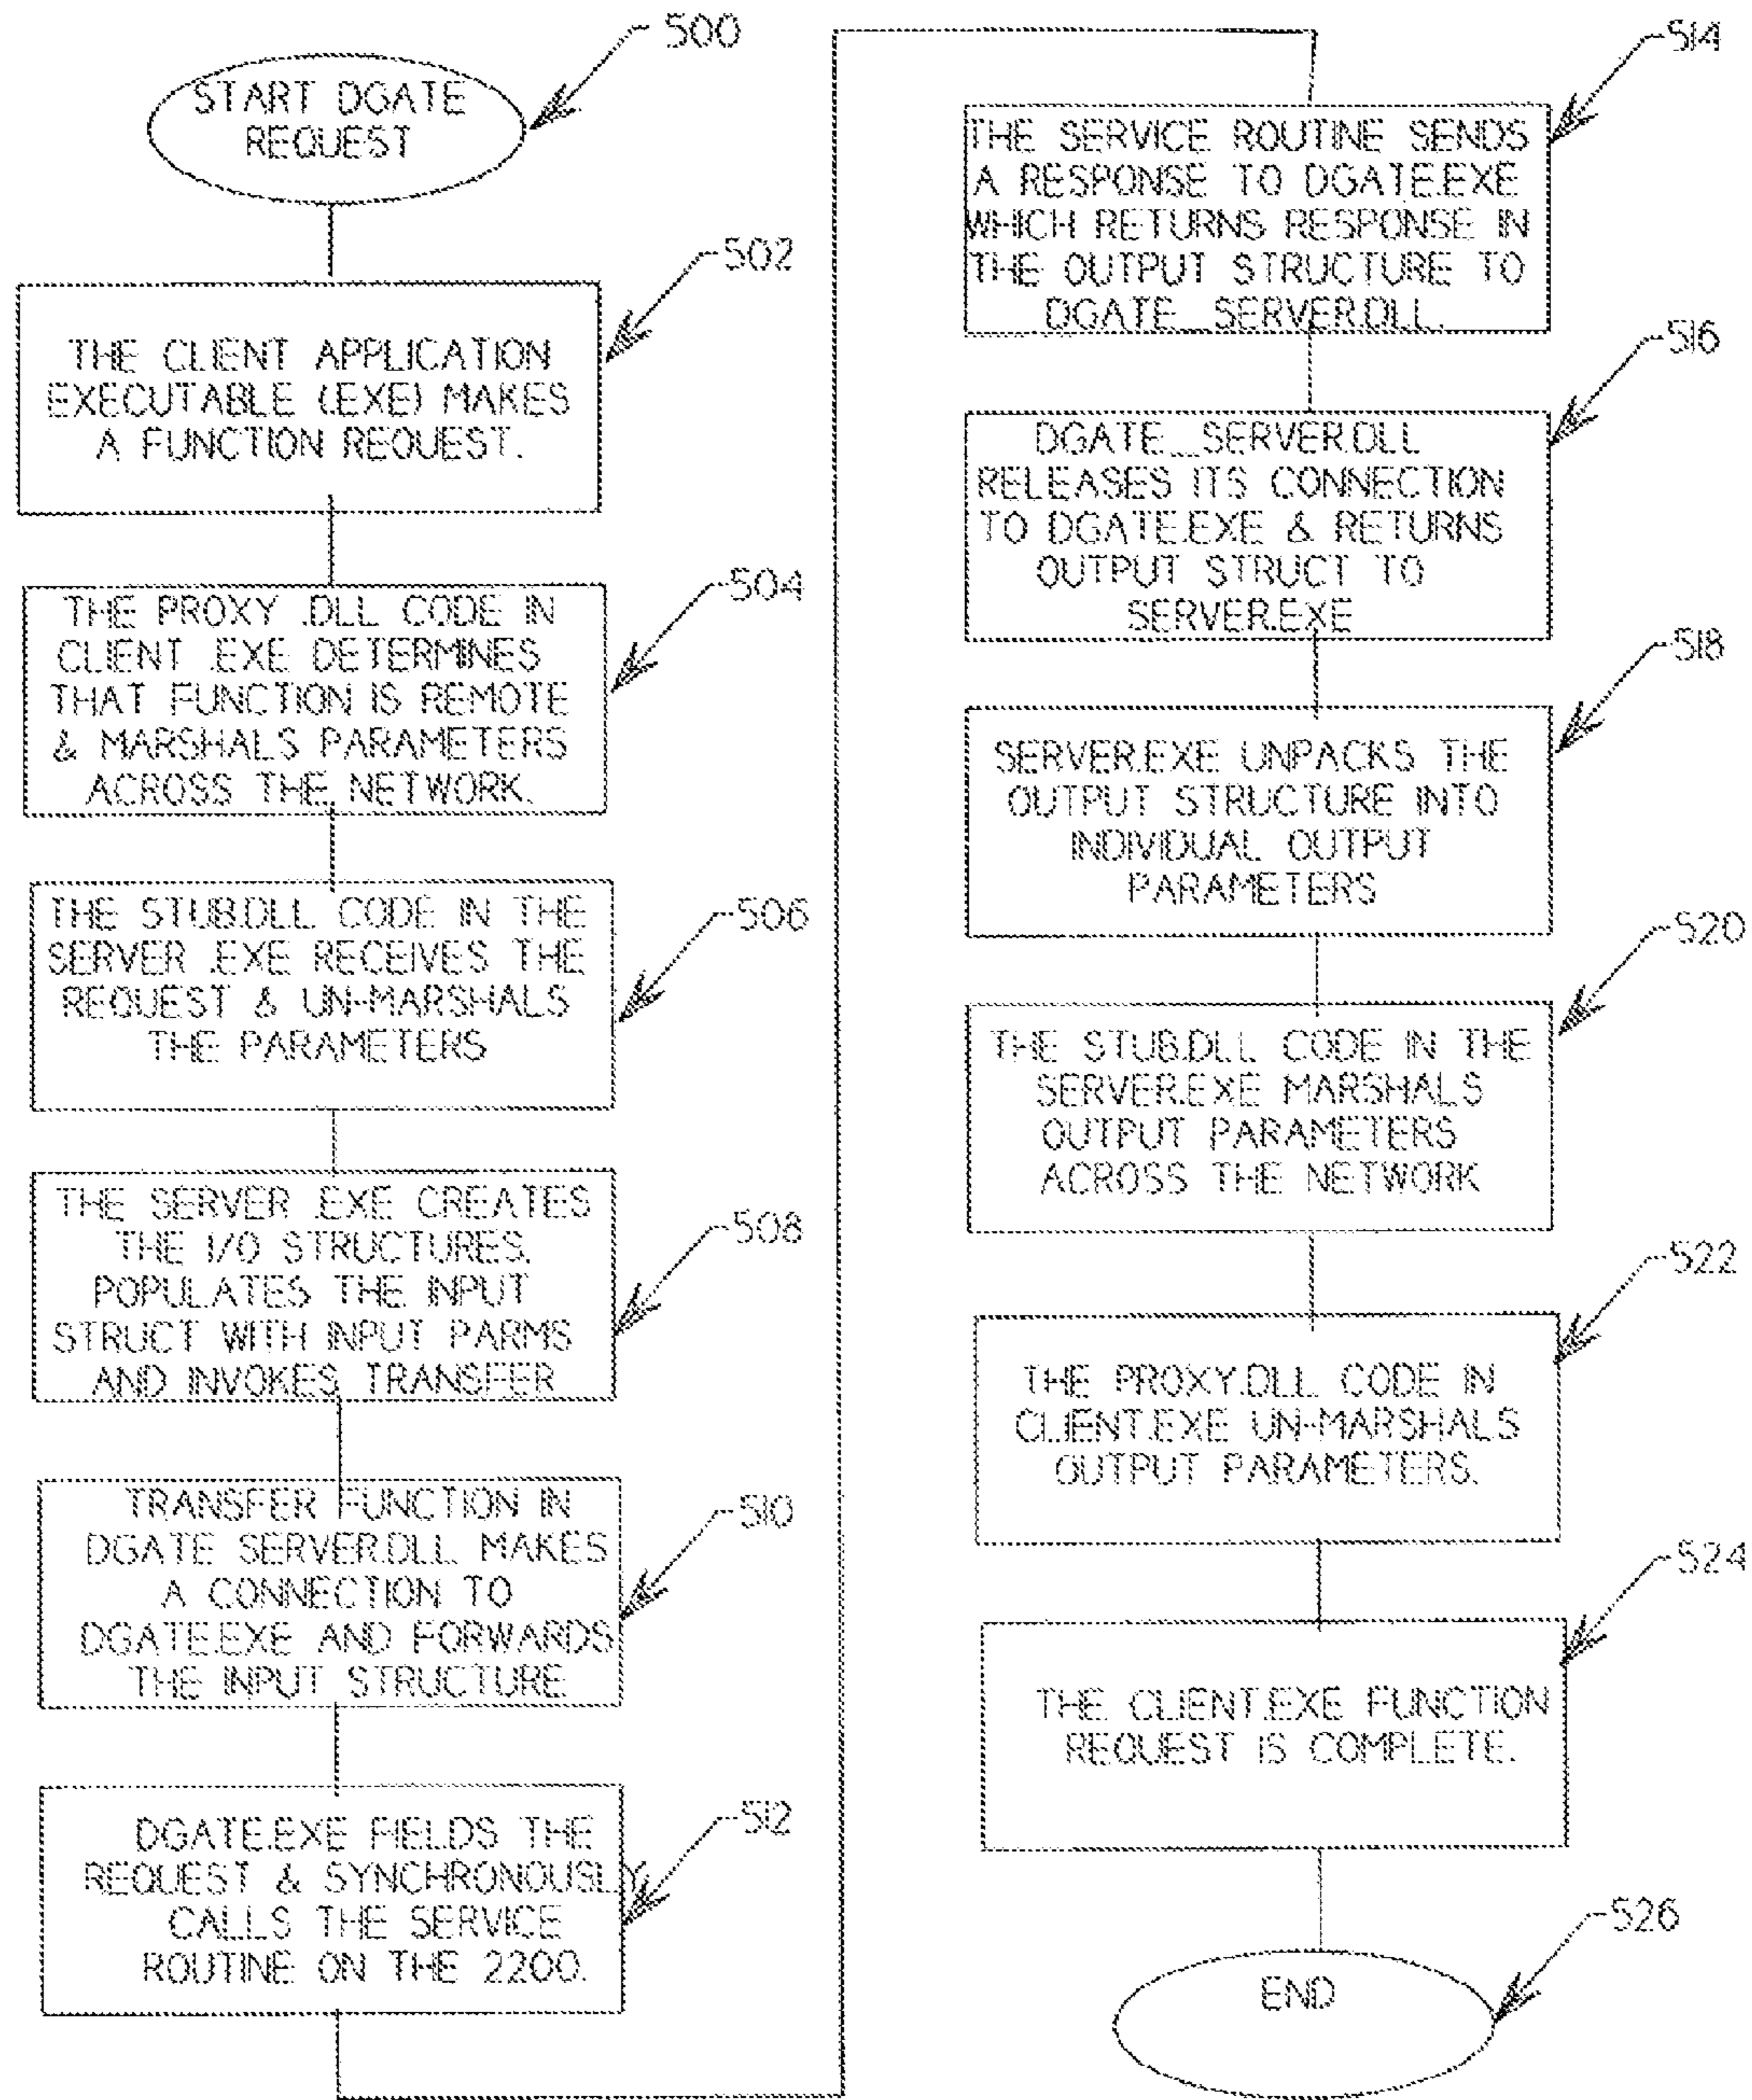 500
START DGATE
REQUEST
502
THE CLIENT APPLICATION
EXECUTABLE (.EXE) MAKES
A FUNCTION REQUEST.
504
THE PROXY .DLL CODE IN
CLIENT .EXE DETERMINES
THAT FUNCTION IS REMOTE
& MARSHALS PARAMETERS
ACROSS THE NETWORK.
506
THE STUB.DLL CODE IN THE
SERVER .EXE RECEIVES THE
REQUEST & UN-MARSHALS
THE PARAMETERS
508
THE SERVER .EXE CREATES
THE I/O STRUCTURES,
POPULATES THE INPUT
STRUCT WITH INPUT PARMS
AND INVOKES TRANSFER
510
TRANSFER FUNCTION IN
DGATE SERVER.DLL MAKES
A CONNECTION TO
DGATE.EXE AND FORWARDS
THE INPUT STRUCTURE
512
DGATE.EXE FIELDS THE
REQUEST & SYNCHRONOUSLY
CALLS THE SERVICE
ROUTINE ON THE 2200.
514
THE SERVICE ROUTINE SENDS
A RESPONSE TO DGATE.EXE
WHICH RETURNS RESPONSE IN
THE OUTPUT STRUCTURE TO
DGATE_SERVER.DLL.
516
DGATE_SERVER.DLL
RELEASES ITS CONNECTION
TO DGATE.EXE & RETURNS
OUTPUT STRUCT TO
SERVER.EXE
518
SERVER.EXE UNPACKS THE
OUTPUT STRUCTURE INTO
INDIVIDUAL OUTPUT
PARAMETERS
520
THE STUB.DLL CODE IN THE
SERVER.EXE MARSHALS
OUTPUT PARAMETERS
ACROSS THE NETWORK
522
THE PROXY.DLL CODE IN
CLIENT.EXE UN-MARSHALS
OUTPUT PARAMETERS.
524
THE CLIENT.EXE FUNCTION
REQUEST IS COMPLETE.
526
END